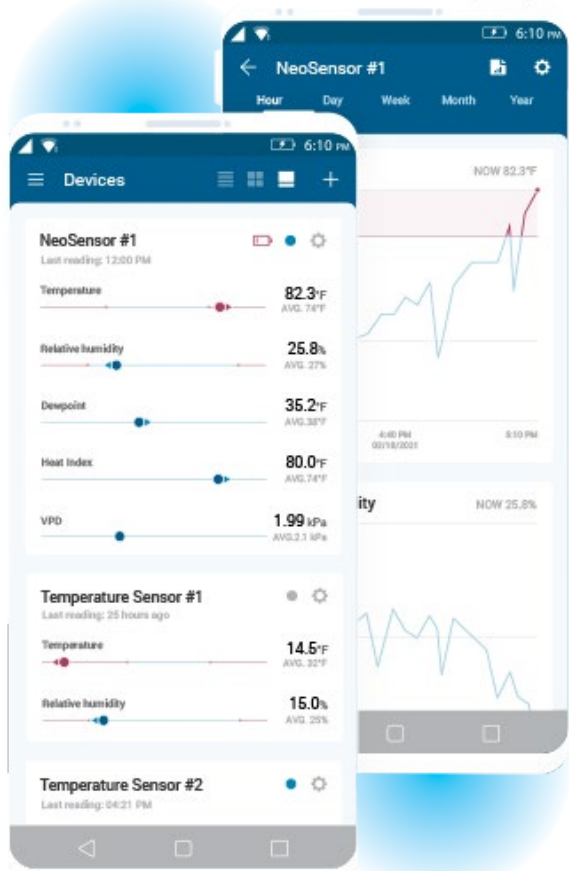 6:10 PM
NeoSensor #1
Hour Day Week Month Year
NOW 82.3°F
4:40 PM 5:10 PM
02/18/2021
ity NOW 25.8%
6:10 PM
Devices
NeoSensor #1
Last reading: 12:00 PM
Temperature 82.3°F
AVG. 74°F
Relative humidity 25.8%
AVG. 27%
Dewpoint 35.2°F
AVG.38°F
Heat Index 80.0°F
AVG.74°F
VPD 1.99 kPa
AVG.2.1 kPa
Temperature Sensor #1
Last reading: 25 hours ago
Temperature 14.5°F
AVG. 32°F
Relative humidity 15.0%
AVG. 25%
Temperature Sensor #2
Last reading: 04:21 PM